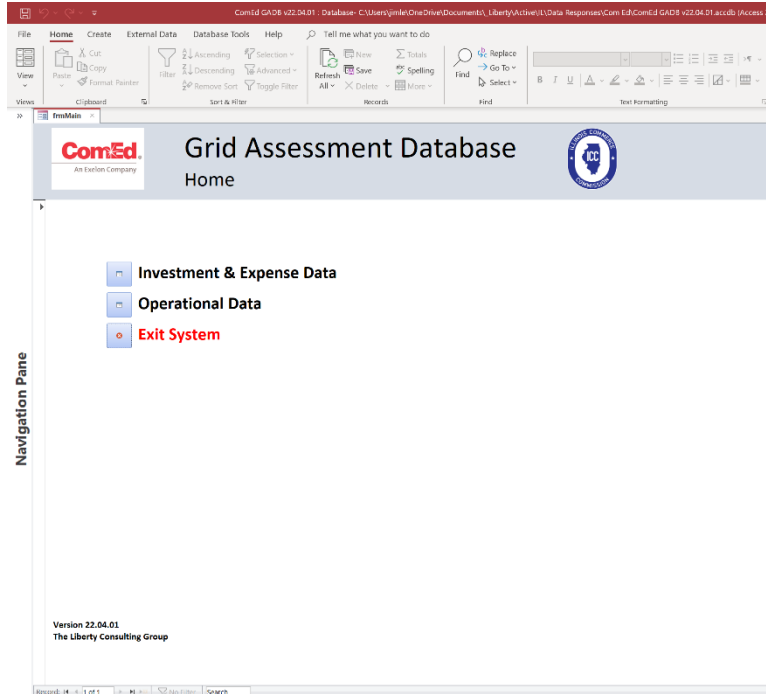 ComEd GADB v22.04.01 : Database- C:\Users\jimle\OneDrive\Documents\_Liberty\Active\IL\Data Responses\Com Ed\ComEd GADB v22.04.01.accdb (Access
File Home Create External Data Database Tools Help Tell me what you want to do
View
Paste
Cut
Copy
Format Painter
Filter
Ascending
Descending
Remove Sort
Selection
Advanced
Toggle Filter
Refresh
All
New
Save
Delete
Totals
Spelling
More
Find
Replace
Go To
Select
B I U A
Views Clipboard Sort & Filter Records Find Text Formatting
frmMain
ComEd.
An Exelon Company
Grid Assessment Database
Home
ILLINOIS COMMERCE
ICC
COMMISSION
Investment & Expense Data
Operational Data
Exit System
Navigation Pane
Version 22.04.01
The Liberty Consulting Group
Record: 1 of 1 No Filter Search